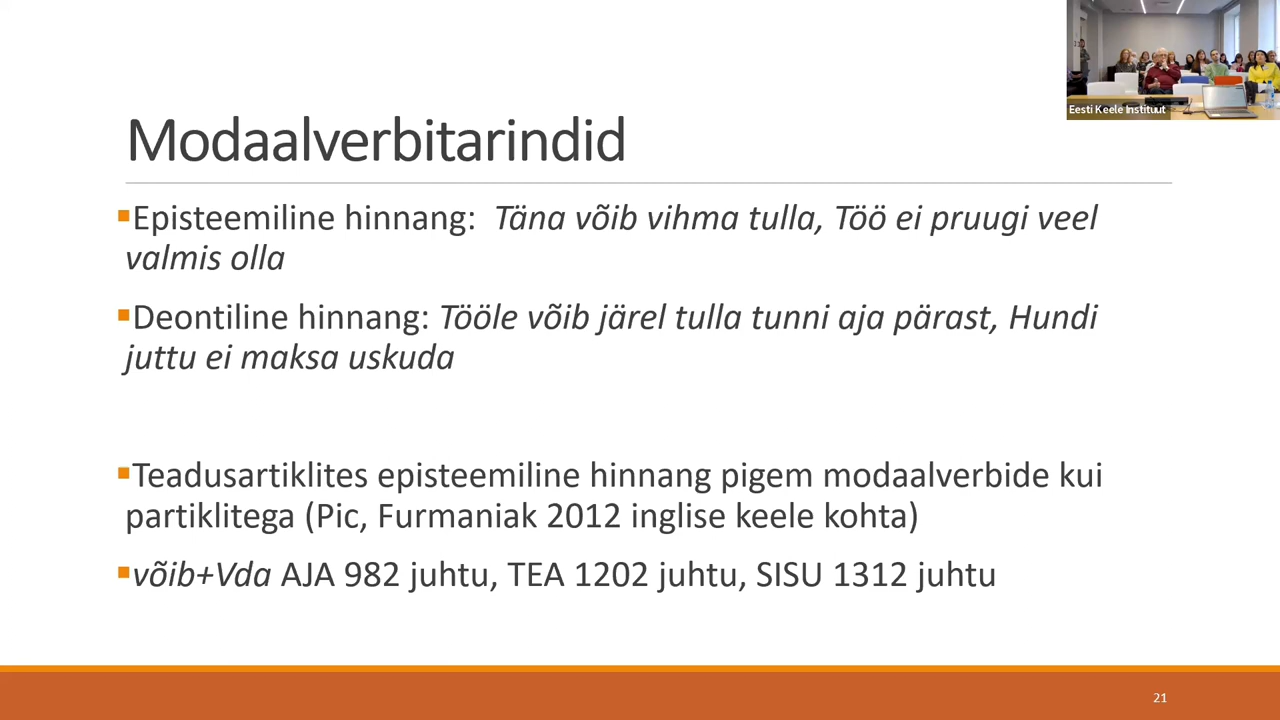 Eesti Keele Instituut
Modaalverbitarindid
▪Episteemiline hinnang: Täna võib vihma tulla, Töö ei pruugi veel
valmis olla
▪Deontiline hinnang: Tööle võib järel tulla tunni aja pärast, Hundi
juttu ei maksa uskuda
▪Teadusartiklites episteemiline hinnang pigem modaalverbide kui
partiklitega (Pic, Furmaniak 2012 inglise keele kohta)
▪võib+Vda AJA 982 juhtu, TEA 1202 juhtu, SISU 1312 juhtu
21